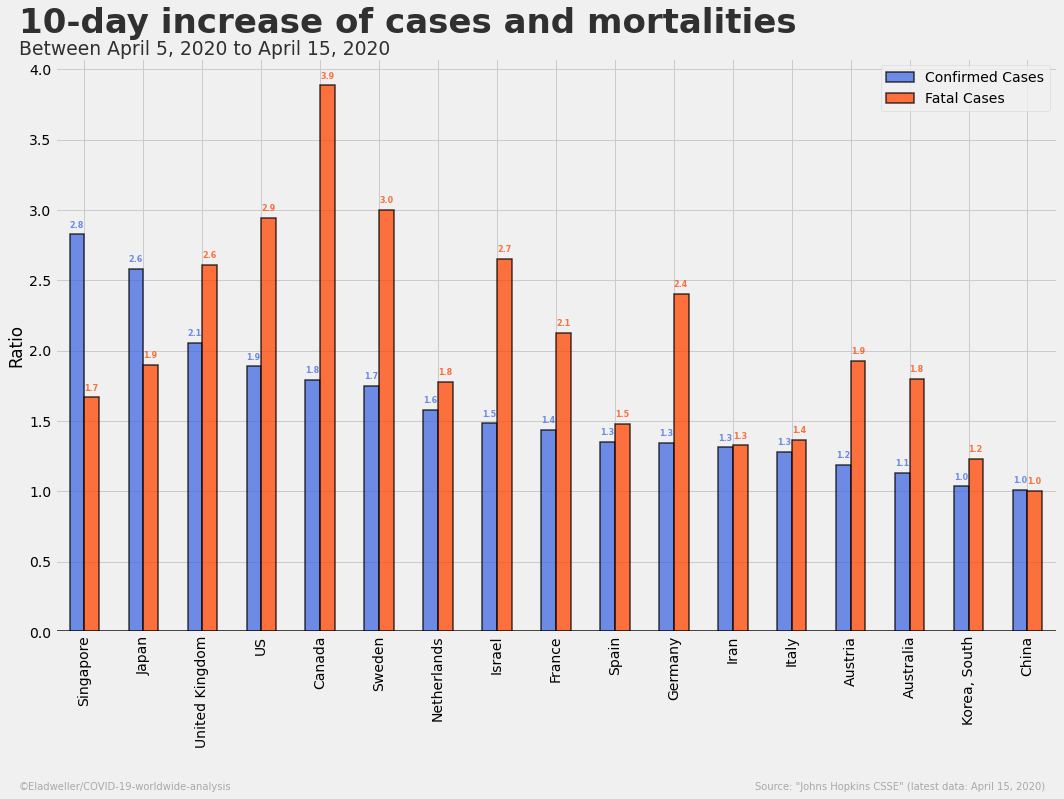 10-day increase of cases and mortalities
Between April 5, 2020 to April 15, 2020
Confirmed Cases
Fatal Cases
Ratio
4.0
3.5
3.0
2.5
2.0
1.5
1.0
0.5
0.0
2.8 1.7
2.6 1.9
2.1 2.6
1.9 2.9
1.8 3.9
1.7 3.0
1.6 1.8
1.5 2.7
1.4 2.1
1.3 1.5
1.3 2.4
1.3 1.3
1.3 1.4
1.2 1.9
1.1 1.8
1.0 1.2
1.0 1.0
Singapore
Japan
United Kingdom
US
Canada
Sweden
Netherlands
Israel
France
Spain
Germany
Iran
Italy
Austria
Australia
Korea, South
China
©Eladweller/COVID-19-worldwide-analysis
Source: "Johns Hopkins CSSE" (latest data: April 15, 2020)